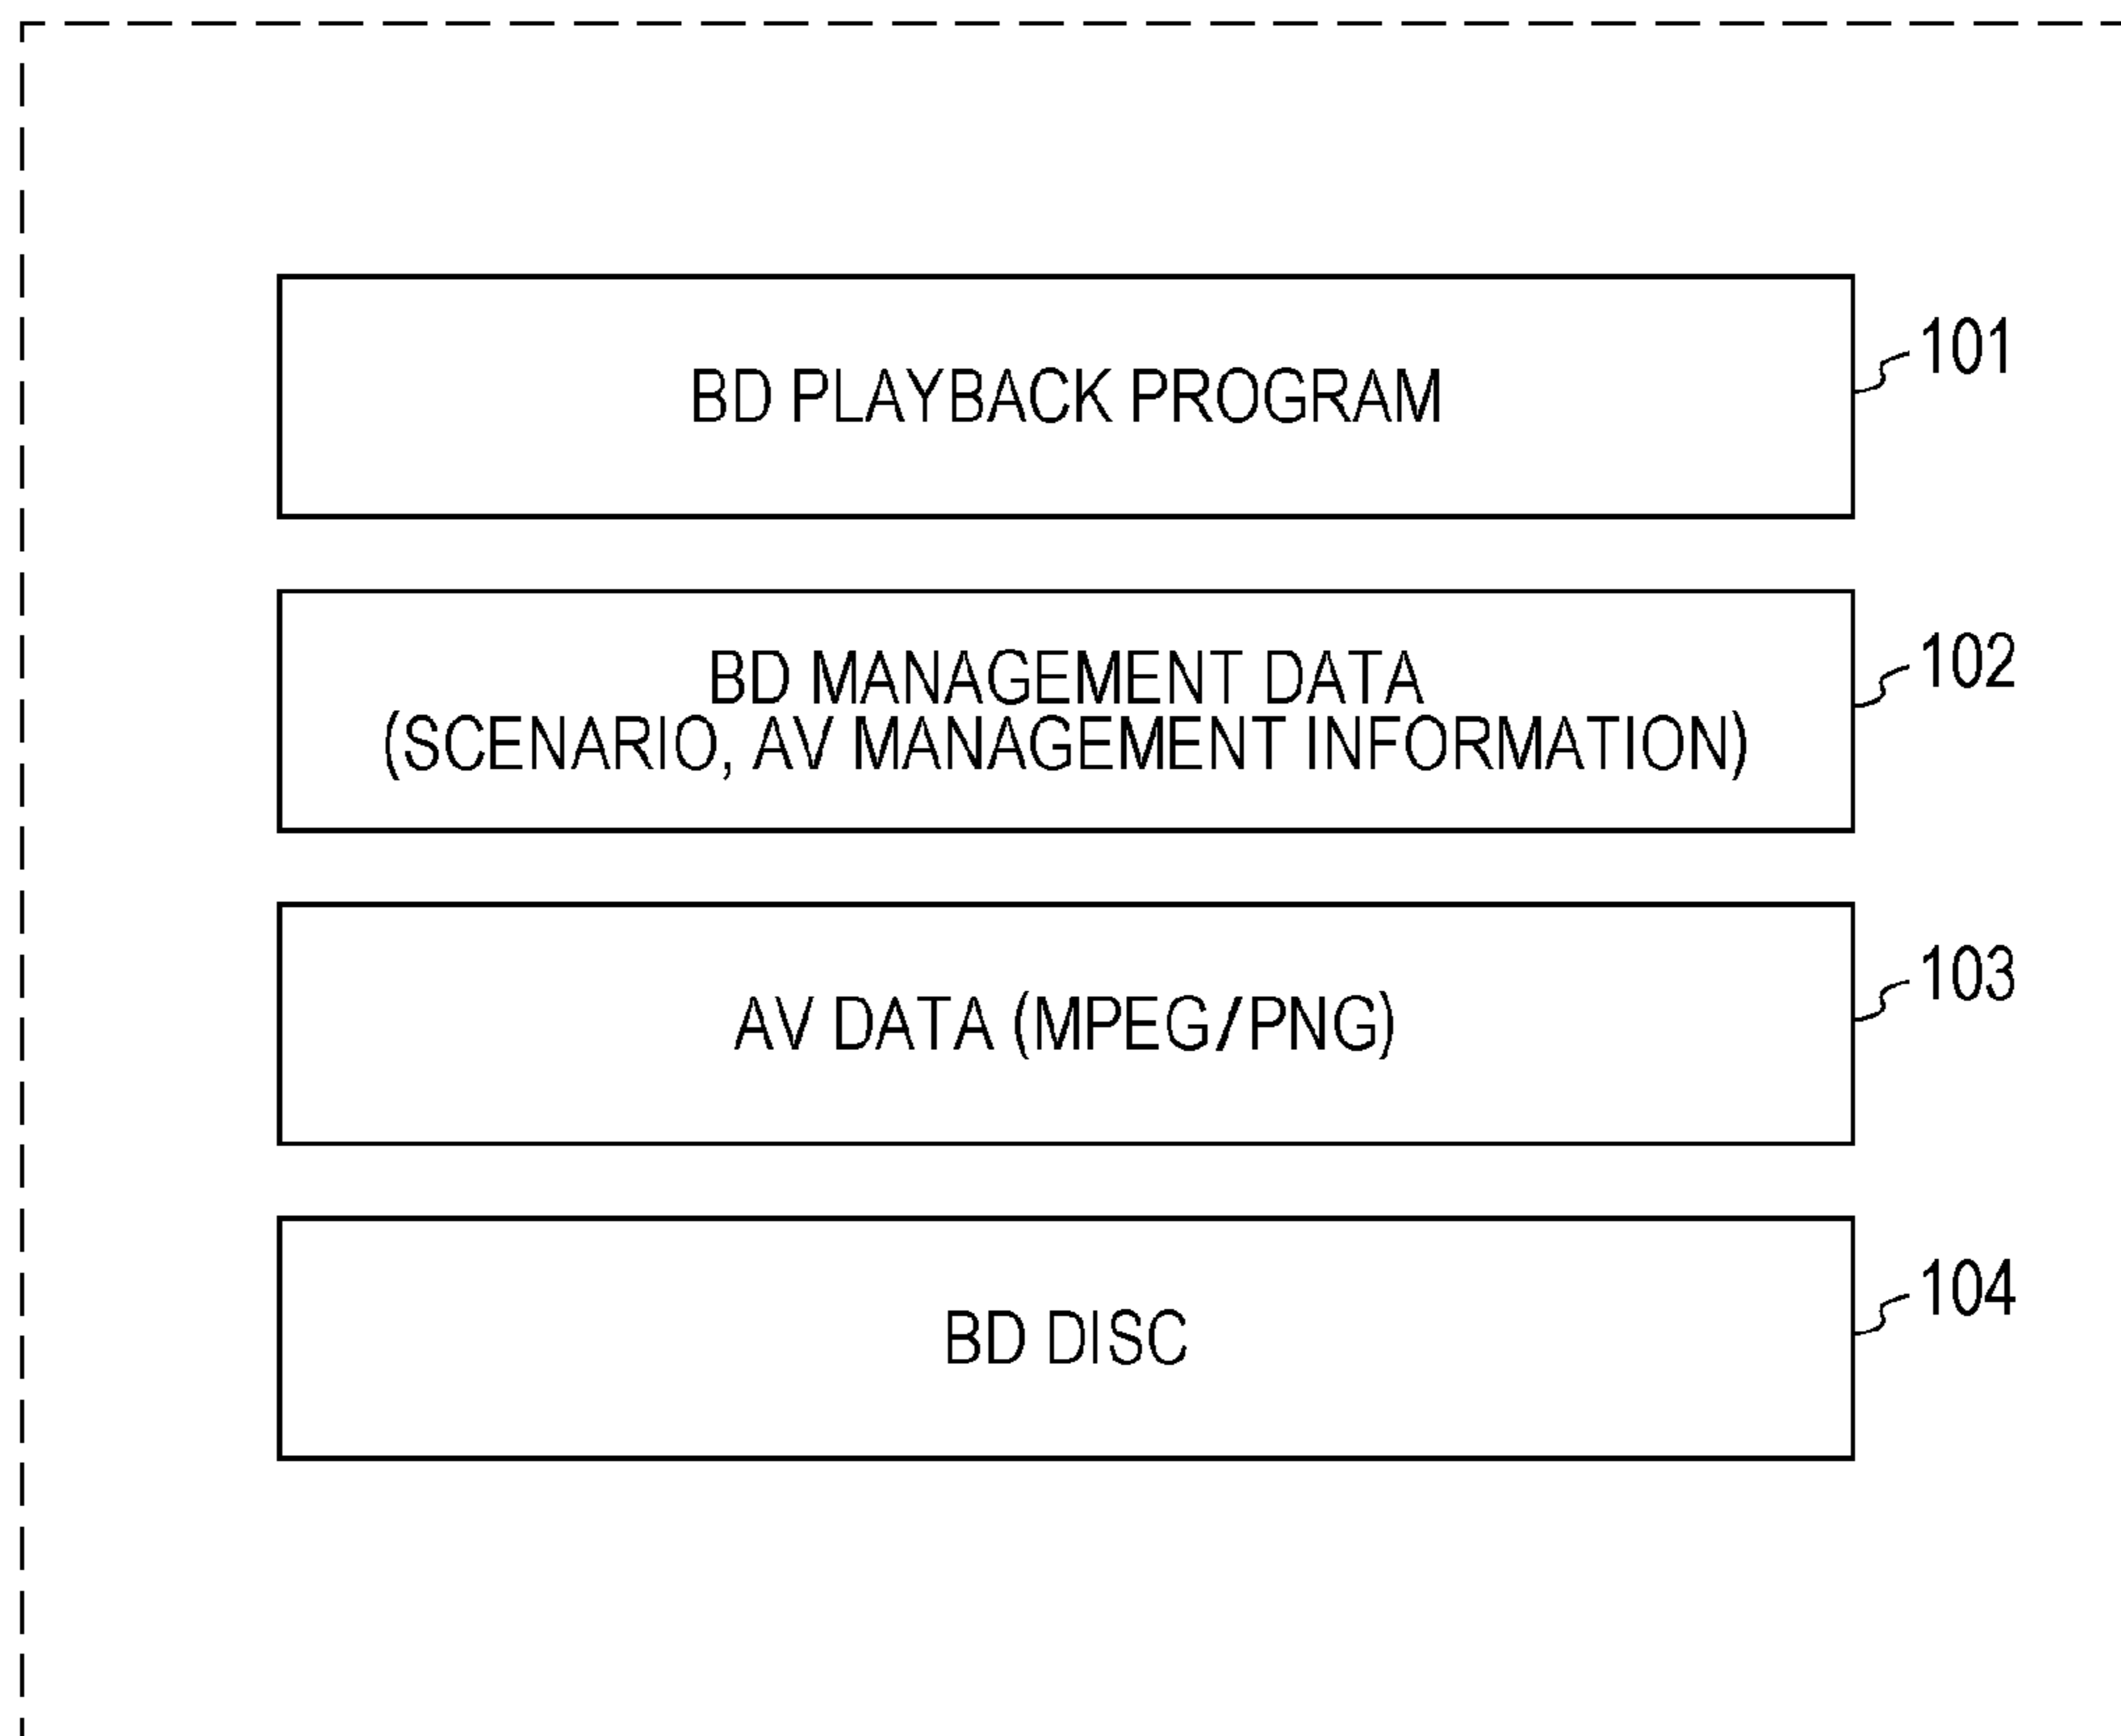 BD PLAYBACK PROGRAM
101
BD MANAGEMENT DATA
(SCENARIO, AV MANAGEMENT INFORMATION)
102
AV DATA (MPEG/PNG)
103
BD DISC
104